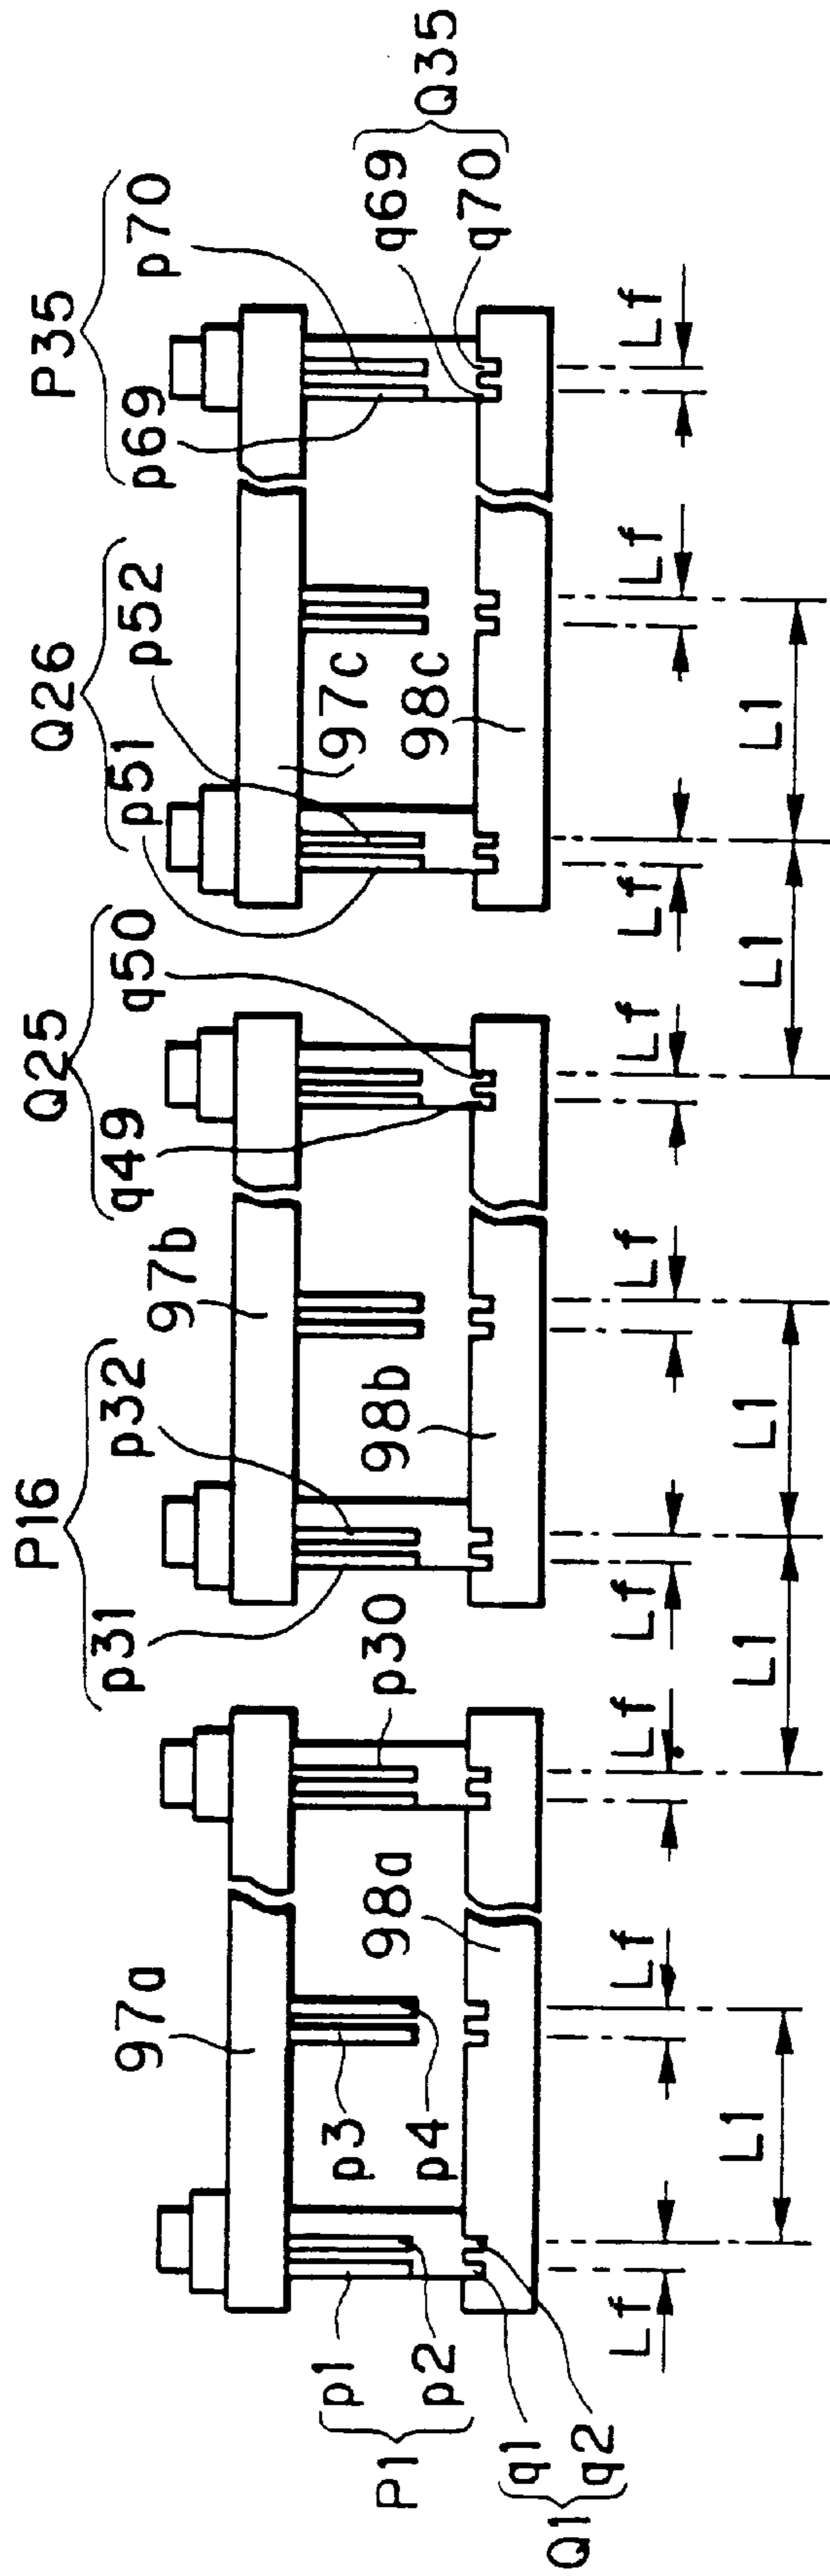 P16
Q25
Q26
P35
p31 p32
97b
q49 q50
p51 p52
p69 p70
97a
p30
97c
Q35
p1
p2
P1
p3
p4
98a
98b
98c
q69
q70
q1
q2
Q1
Lf Lf Lf Lf Lf Lf Lf Lf Lf
L1 L1 L1 L1 L1